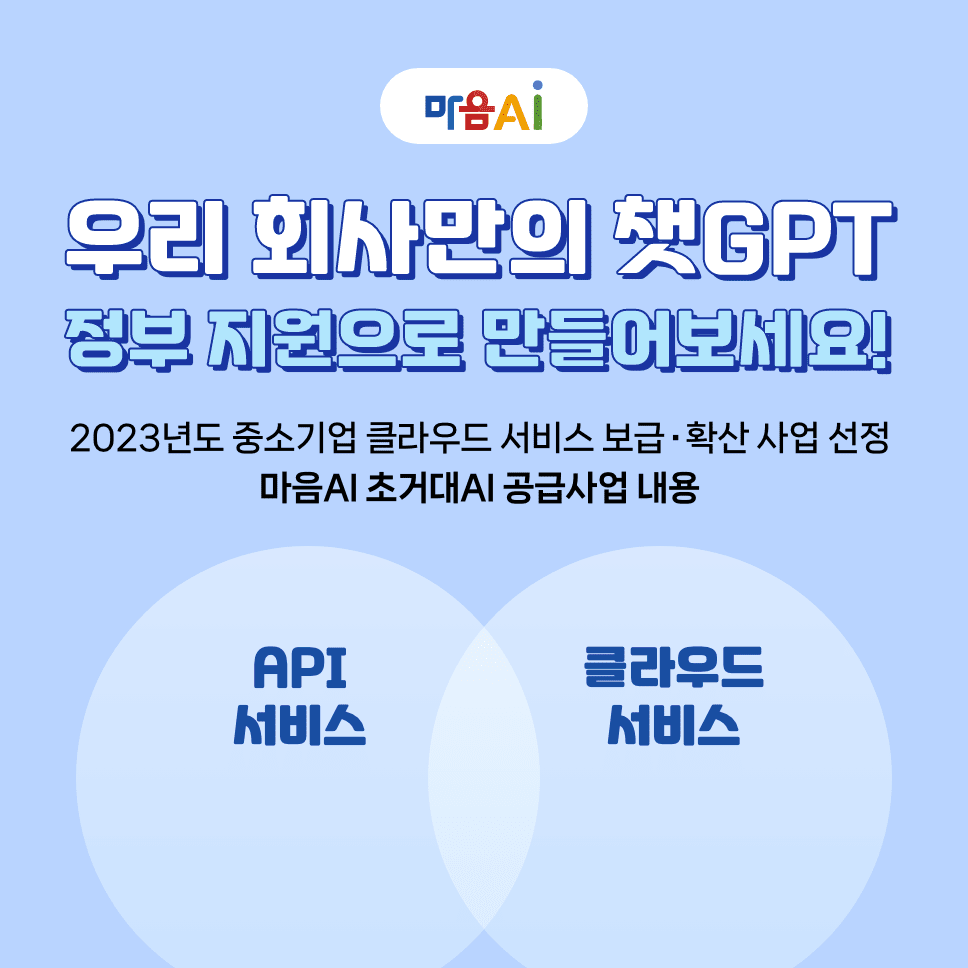 마음Ai
우리 회사만의 챗GPT
정부 지원으로 만들어보세요!
2023년도 중소기업 클라우드 서비스 보급·확산 사업 선정
마음AI 초거대AI 공급사업 내용
API
서비스
클라우드
서비스